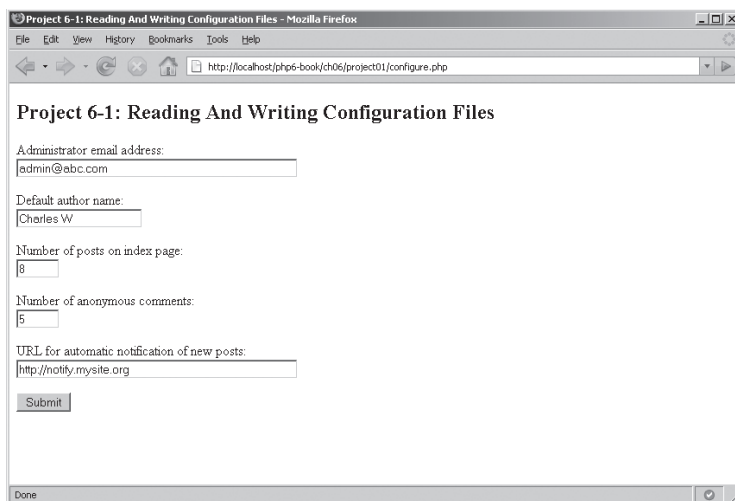 Project 6-1: Reading And Writing Configuration Files - Mozilla Firefox
File Edit View History Bookmarks Tools Help
http://localhost/php6-book/ch06/project01/configure.php
Project 6-1: Reading And Writing Configuration Files
Administrator email address:
admin@abc.com
Default author name:
Charles W
Number of posts on index page:
8
Number of anonymous comments:
5
URL for automatic notification of new posts:
http://notify.mysite.org
Submit
Done